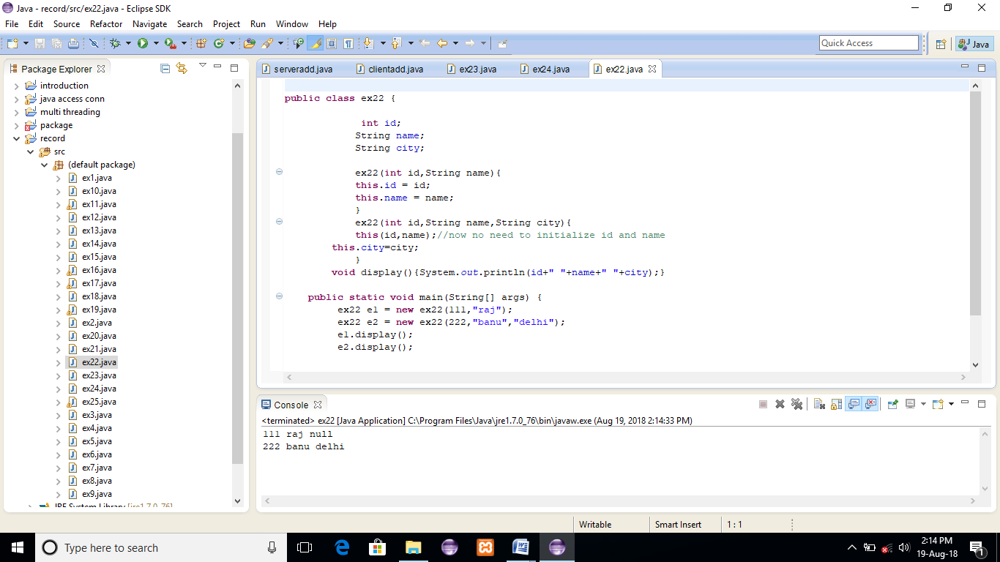 Java - record/src/ex22.java - Eclipse SDK
File Edit Source Refactor Navigate Search Project Run Window Help
Quick Access
Java
Package Explorer
introduction
java access conn
multi threading
package
record
src
(default package)
ex1.java
ex10.java
ex11.java
ex12.java
ex13.java
ex14.java
ex15.java
ex16.java
ex17.java
ex18.java
ex19.java
ex2.java
ex20.java
ex21.java
ex22.java
ex23.java
ex24.java
ex25.java
ex3.java
ex4.java
ex5.java
ex6.java
ex7.java
ex8.java
ex9.java
JRE System Library [jre1.7.0_76]
serveradd.java clientadd.java ex23.java ex24.java ex22.java
public class ex22 {
int id;
String name;
String city;
ex22(int id,String name){
this.id = id;
this.name = name;
}
ex22(int id,String name,String city){
this(id,name);//now no need to initialize id and name
this.city=city;
}
void display(){System.out.println(id+" "+name+" "+city);}
public static void main(String[] args) {
ex22 e1 = new ex22(111,"raj");
ex22 e2 = new ex22(222,"banu","delhi");
e1.display();
e2.display();
Console
<terminated> ex22 [Java Application] C:\Program Files\Java\jre1.7.0_76\bin\javaw.exe (Aug 19, 2018 2:14:33 PM)
111 raj null
222 banu delhi
Writable Smart Insert 1 : 1
Type here to search
2:14 PM
19-Aug-18
1